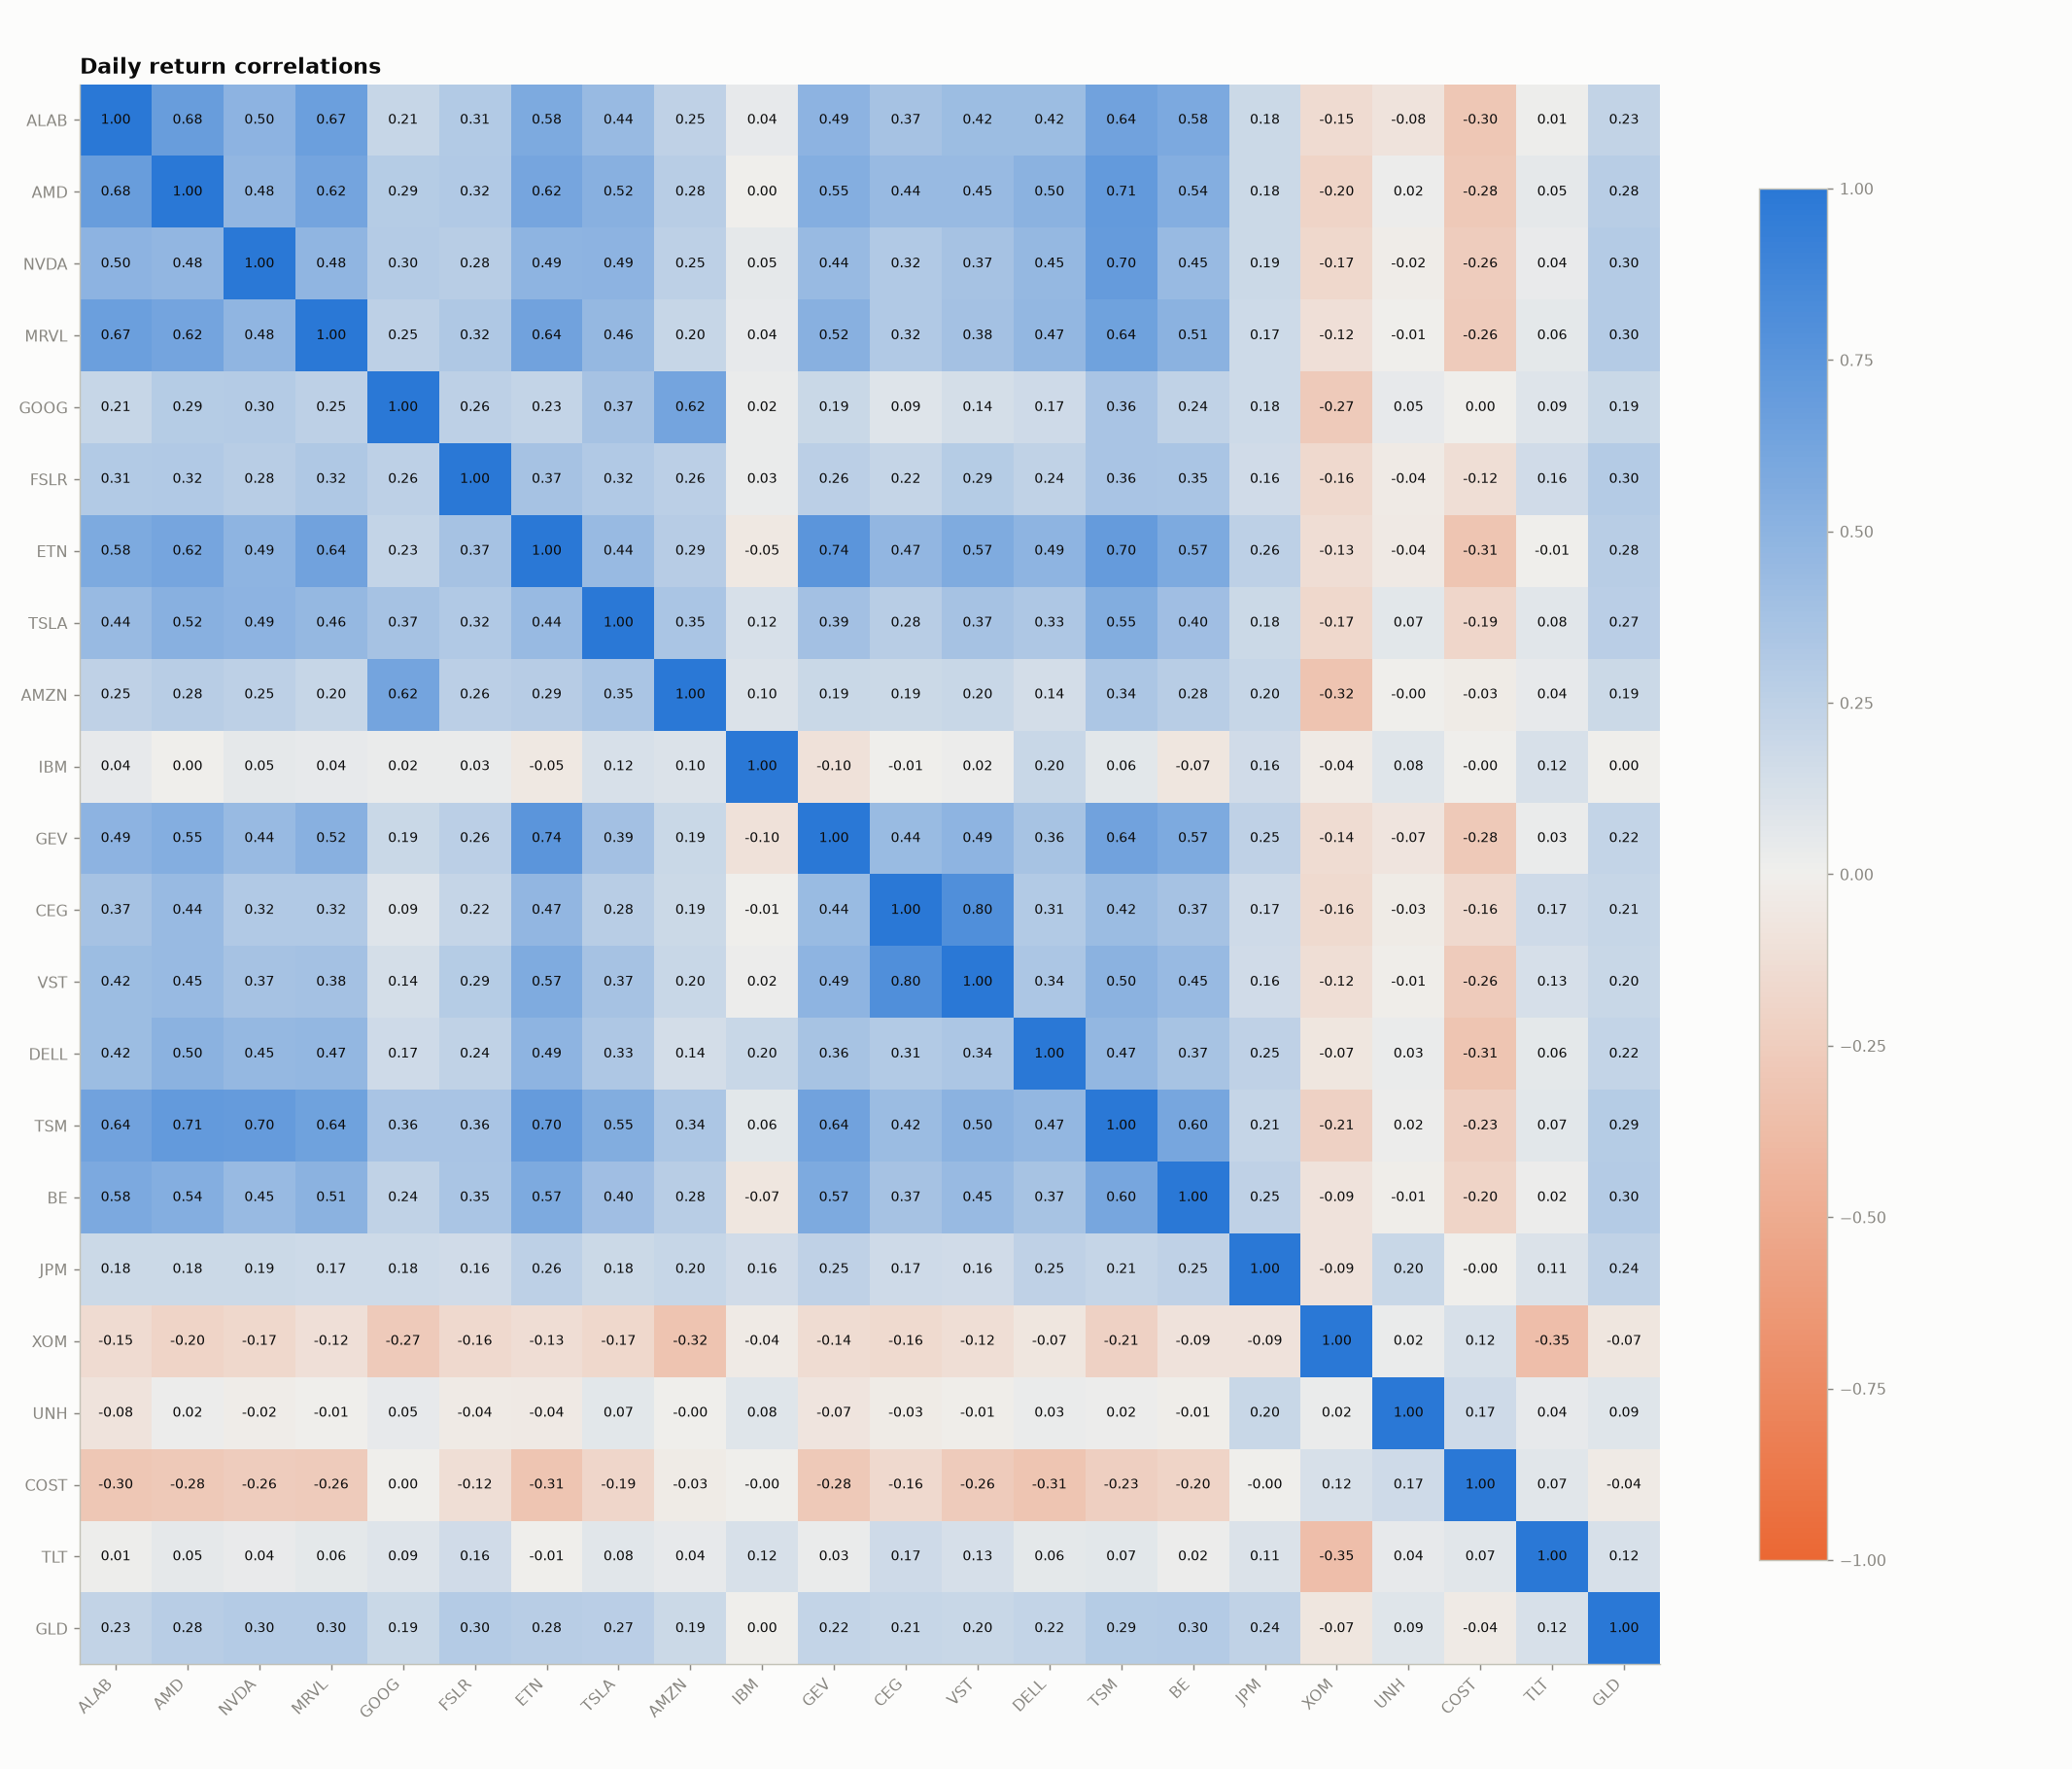 Daily return correlations
ALAB 1.00 0.68 0.50 0.67 0.21 0.31 0.58 0.44 0.25 0.04 0.49 0.37 0.42 0.42 0.64 0.58 0.18 -0.15 -0.08 -0.30 0.01 0.23
AMD 0.68 1.00 0.48 0.62 0.29 0.32 0.62 0.52 0.28 0.00 0.55 0.44 0.45 0.50 0.71 0.54 0.18 -0.20 0.02 -0.28 0.05 0.28
NVDA 0.50 0.48 1.00 0.48 0.30 0.28 0.49 0.49 0.25 0.05 0.44 0.32 0.37 0.45 0.70 0.45 0.19 -0.17 -0.02 -0.26 0.04 0.30
MRVL 0.67 0.62 0.48 1.00 0.25 0.32 0.64 0.46 0.20 0.04 0.52 0.32 0.38 0.47 0.64 0.51 0.17 -0.12 -0.01 -0.26 0.06 0.30
GOOG 0.21 0.29 0.30 0.25 1.00 0.26 0.23 0.37 0.62 0.02 0.19 0.09 0.14 0.17 0.36 0.24 0.18 -0.27 0.05 0.00 0.09 0.19
FSLR 0.31 0.32 0.28 0.32 0.26 1.00 0.37 0.32 0.26 0.03 0.26 0.22 0.29 0.24 0.36 0.35 0.16 -0.16 -0.04 -0.12 0.16 0.30
ETN 0.58 0.62 0.49 0.64 0.23 0.37 1.00 0.44 0.29 -0.05 0.74 0.47 0.57 0.49 0.70 0.57 0.26 -0.13 -0.04 -0.31 -0.01 0.28
TSLA 0.44 0.52 0.49 0.46 0.37 0.32 0.44 1.00 0.35 0.12 0.39 0.28 0.37 0.33 0.55 0.40 0.18 -0.17 0.07 -0.19 0.08 0.27
AMZN 0.25 0.28 0.25 0.20 0.62 0.26 0.29 0.35 1.00 0.10 0.19 0.19 0.20 0.14 0.34 0.28 0.20 -0.32 -0.00 -0.03 0.04 0.19
IBM 0.04 0.00 0.05 0.04 0.02 0.03 -0.05 0.12 0.10 1.00 -0.10 -0.01 0.02 0.20 0.06 -0.07 0.16 -0.04 0.08 -0.00 0.12 0.00
GEV 0.49 0.55 0.44 0.52 0.19 0.26 0.74 0.39 0.19 -0.10 1.00 0.44 0.49 0.36 0.64 0.57 0.25 -0.14 -0.07 -0.28 0.03 0.22
CEG 0.37 0.44 0.32 0.32 0.09 0.22 0.47 0.28 0.19 -0.01 0.44 1.00 0.80 0.31 0.42 0.37 0.17 -0.16 -0.03 -0.16 0.17 0.21
VST 0.42 0.45 0.37 0.38 0.14 0.29 0.57 0.37 0.20 0.02 0.49 0.80 1.00 0.34 0.50 0.45 0.16 -0.12 -0.01 -0.26 0.13 0.20
DELL 0.42 0.50 0.45 0.47 0.17 0.24 0.49 0.33 0.14 0.20 0.36 0.31 0.34 1.00 0.47 0.37 0.25 -0.07 0.03 -0.31 0.06 0.22
TSM 0.64 0.71 0.70 0.64 0.36 0.36 0.70 0.55 0.34 0.06 0.64 0.42 0.50 0.47 1.00 0.60 0.21 -0.21 0.02 -0.23 0.07 0.29
BE 0.58 0.54 0.45 0.51 0.24 0.35 0.57 0.40 0.28 -0.07 0.57 0.37 0.45 0.37 0.60 1.00 0.25 -0.09 -0.01 -0.20 0.02 0.30
JPM 0.18 0.18 0.19 0.17 0.18 0.16 0.26 0.18 0.20 0.16 0.25 0.17 0.16 0.25 0.21 0.25 1.00 -0.09 0.20 -0.00 0.11 0.24
XOM -0.15 -0.20 -0.17 -0.12 -0.27 -0.16 -0.13 -0.17 -0.32 -0.04 -0.14 -0.16 -0.12 -0.07 -0.21 -0.09 -0.09 1.00 0.02 0.12 -0.35 -0.07
UNH -0.08 0.02 -0.02 -0.01 0.05 -0.04 -0.04 0.07 -0.00 0.08 -0.07 -0.03 -0.01 0.03 0.02 -0.01 0.20 0.02 1.00 0.17 0.04 0.09
COST -0.30 -0.28 -0.26 -0.26 0.00 -0.12 -0.31 -0.19 -0.03 -0.00 -0.28 -0.16 -0.26 -0.31 -0.23 -0.20 -0.00 0.12 0.17 1.00 0.07 -0.04
TLT 0.01 0.05 0.04 0.06 0.09 0.16 -0.01 0.08 0.04 0.12 0.03 0.17 0.13 0.06 0.07 0.02 0.11 -0.35 0.04 0.07 1.00 0.12
GLD 0.23 0.28 0.30 0.30 0.19 0.30 0.28 0.27 0.19 0.00 0.22 0.21 0.20 0.22 0.29 0.30 0.24 -0.07 0.09 -0.04 0.12 1.00
ALAB AMD NVDA MRVL GOOG FSLR ETN TSLA AMZN IBM GEV CEG VST DELL TSM BE JPM XOM UNH COST TLT GLD
1.00
0.75
0.50
0.25
0.00
−0.25
−0.50
−0.75
−1.00